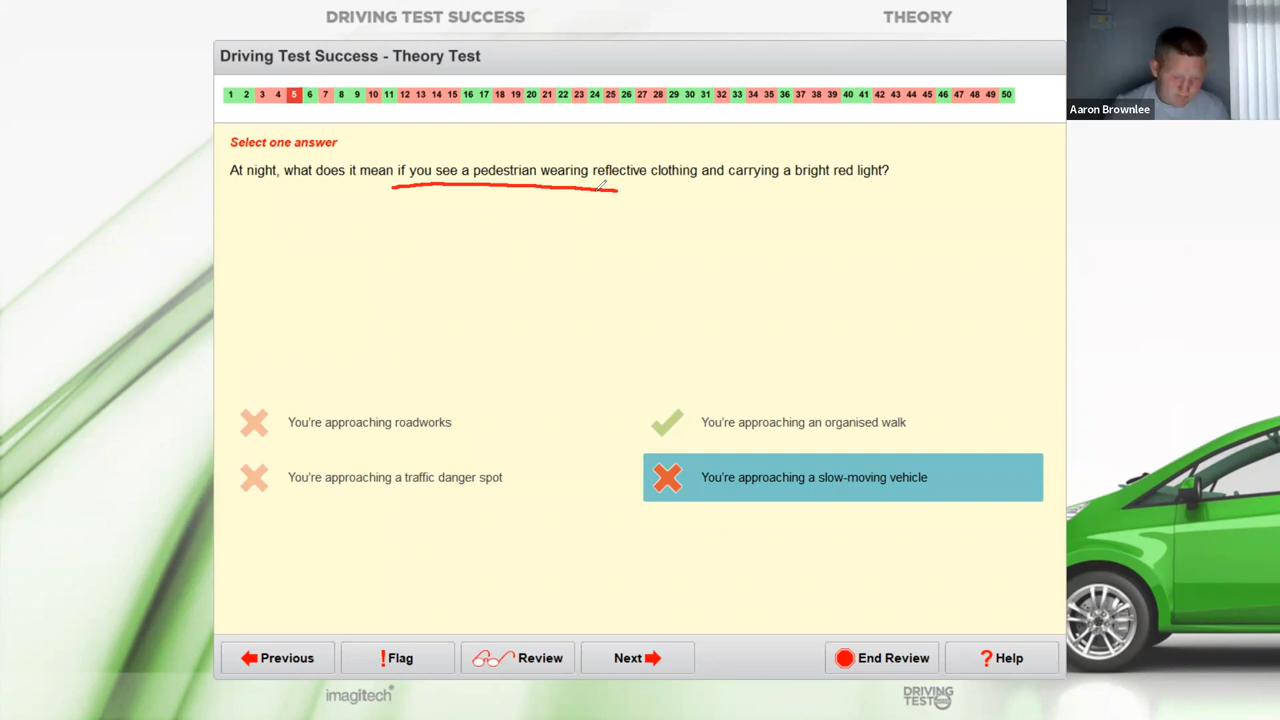 DRIVING TEST SUCCESS
THEORY
Driving Test Success - Theory Test
1 2 3 4 5 6 7 8 9 10 11 12 13 14 15 16 17 18 19 20 21 22 23 24 25 26 27 28 29 30 31 32 33 34 35 36 37 38 39 40 41 42 43 44 45 46 47 48 49 50
Aaron Brownlee
Select one answer
At night, what does it mean if you see a pedestrian wearing reflective clothing and carrying a bright red light?
You're approaching roadworks
You're approaching an organised walk
You're approaching a traffic danger spot
You're approaching a slow-moving vehicle
Previous
!Flag
Review
Next
End Review
?Help
imagitech
DRIVING
TEST